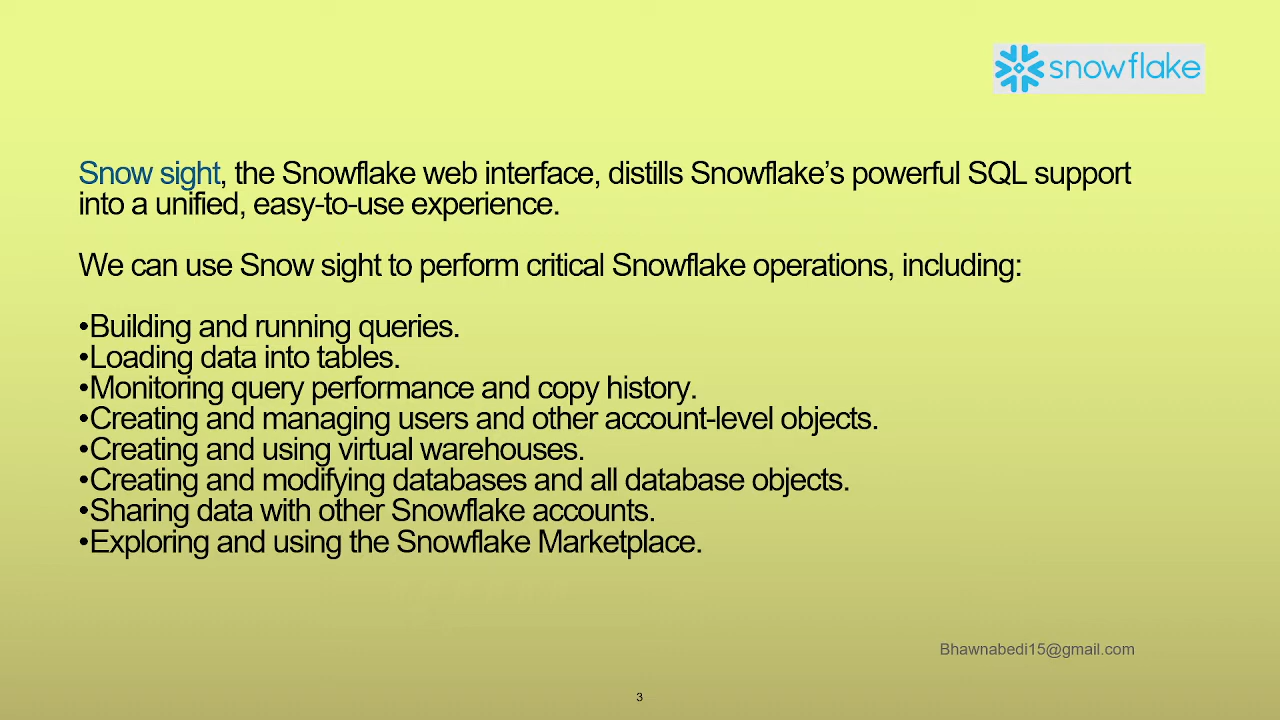 snowflake
Snow sight, the Snowflake web interface, distills Snowflake’s powerful SQL support
into a unified, easy-to-use experience.
We can use Snow sight to perform critical Snowflake operations, including:
•Building and running queries.
•Loading data into tables.
•Monitoring query performance and copy history.
•Creating and managing users and other account-level objects.
•Creating and using virtual warehouses.
•Creating and modifying databases and all database objects.
•Sharing data with other Snowflake accounts.
•Exploring and using the Snowflake Marketplace.
Bhawnabedi15@gmail.com
3